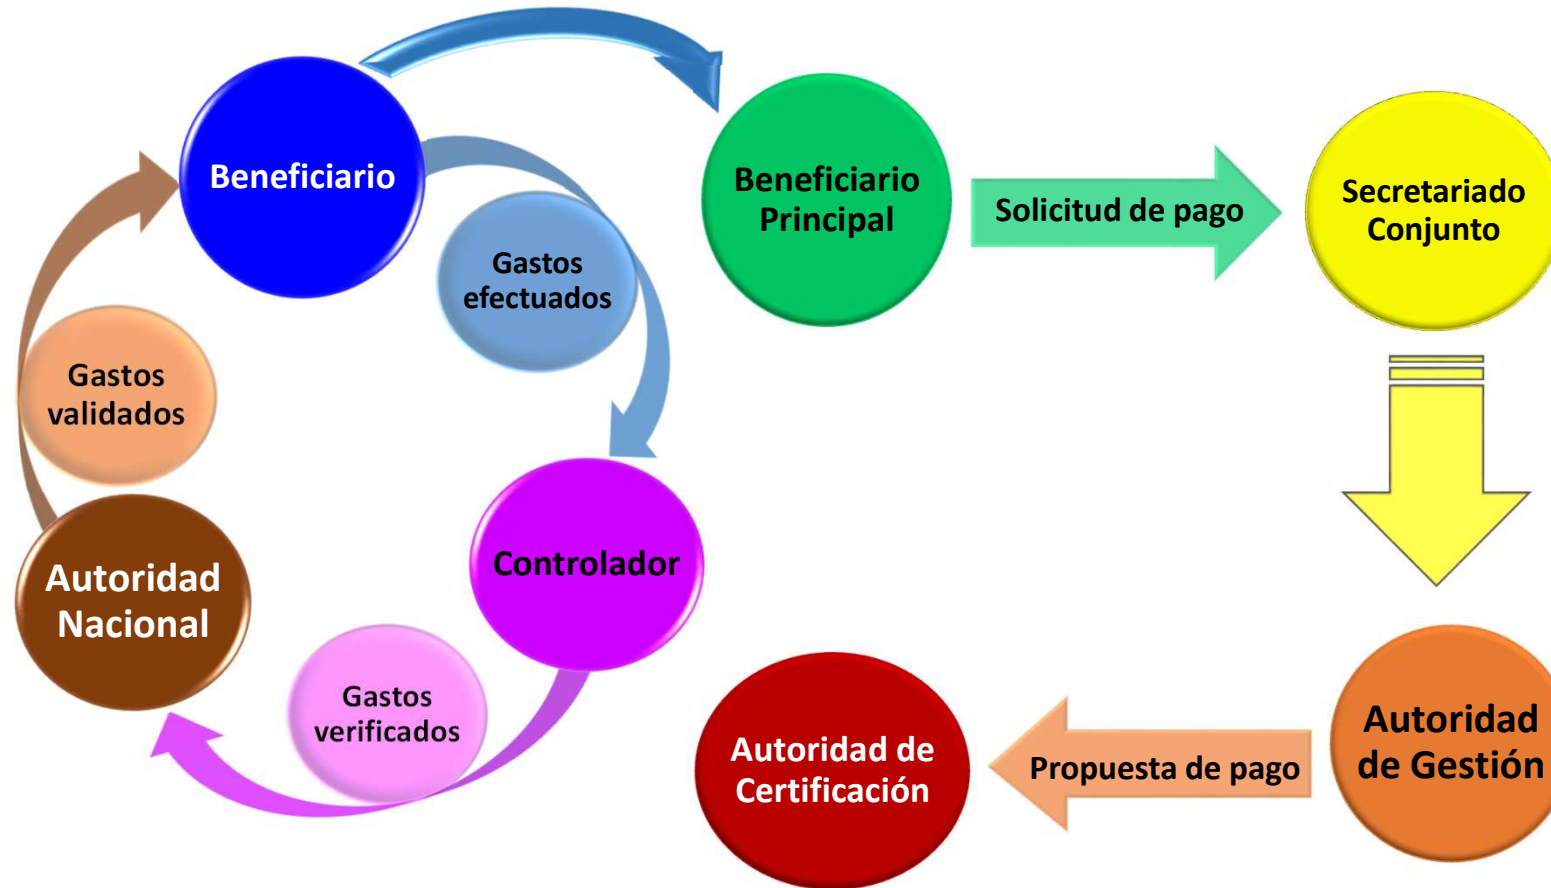 Beneficiario
Beneficiario
Principal
Solicitud de pago
Secretariado
Conjunto
Gastos
efectuados
Gastos
validados
Controlador
Autoridad
Nacional
Gastos
verificados
Autoridad de
Certificación
Propuesta de pago
Autoridad
de Gestión